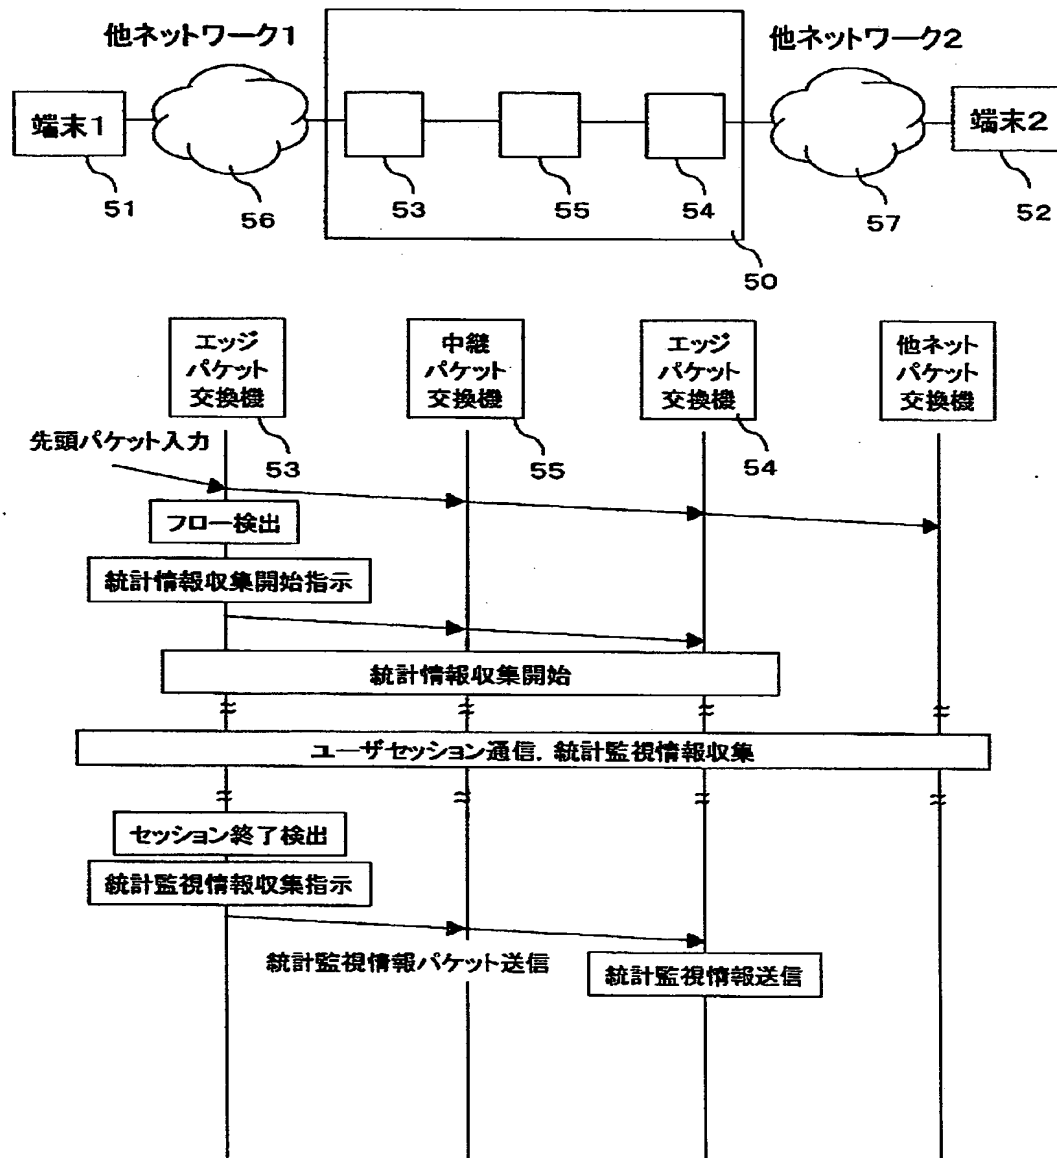 他ネットワーク1
他ネットワーク2
端末1
端末2
51
56
53
55
54
57
52
50
エッジ
パケット
交換機
中継
パケット
交換機
エッジ
パケット
交換機
他ネット
パケット
交換機
53
55
54
先頭パケット入力
フロー検出
統計情報収集開始指示
統計情報収集開始
ユーザセッション通信．統計監視情報収集
セッション終了検出
統計監視情報収集指示
統計監視情報パケット送信
統計監視情報送信